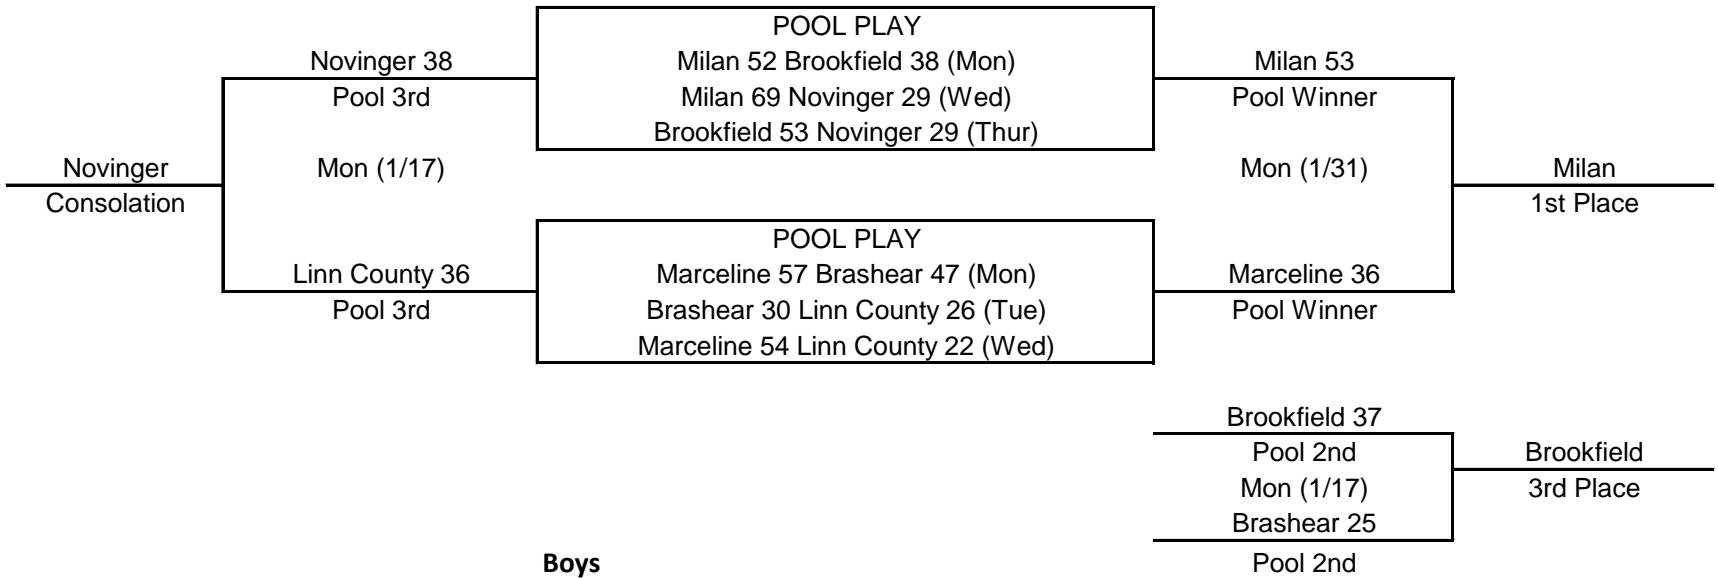 POOL PLAY
Novinger 38
Milan 52 Brookfield 38 (Mon)
Milan 53
Pool 3rd
Milan 69 Novinger 29 (Wed)
Pool Winner
Brookfield 53 Novinger 29 (Thur)
Novinger
Mon (1/17)
Mon (1/31)
Milan
Consolation
1st Place
POOL PLAY
Linn County 36
Marceline 57 Brashear 47 (Mon)
Marceline 36
Pool 3rd
Brashear 30 Linn County 26 (Tue)
Pool Winner
Marceline 54 Linn County 22 (Wed)
Brookfield 37
Pool 2nd
Brookfield
Mon (1/17)
3rd Place
Brashear 25
Boys
Pool 2nd